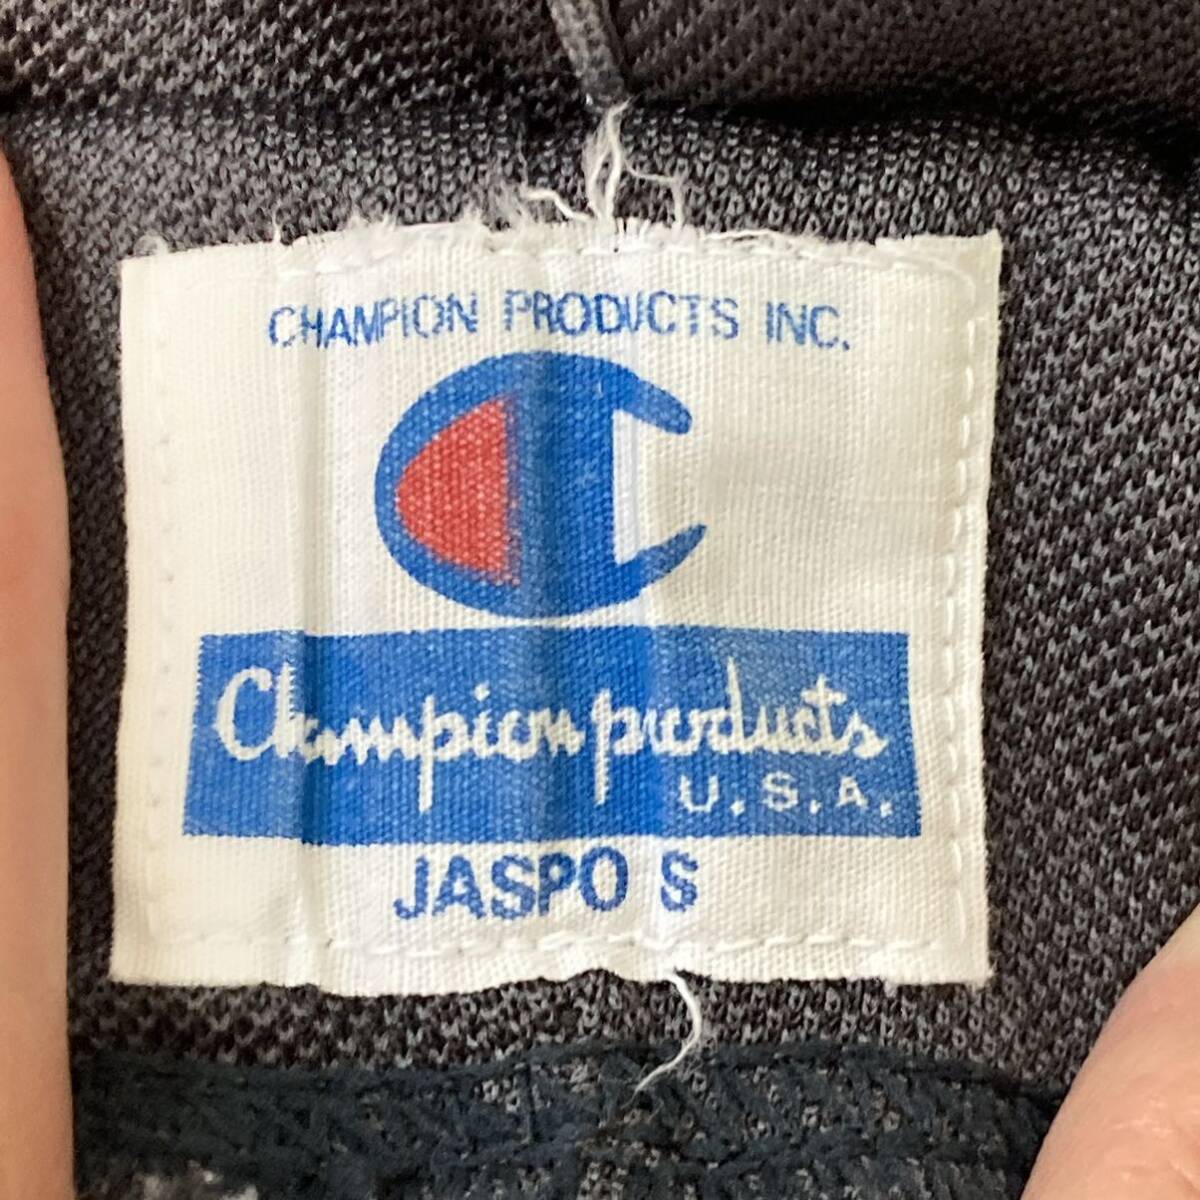 CHAMPION PRODUCTS INC.
Champion products
U.S.A.
JASPO S